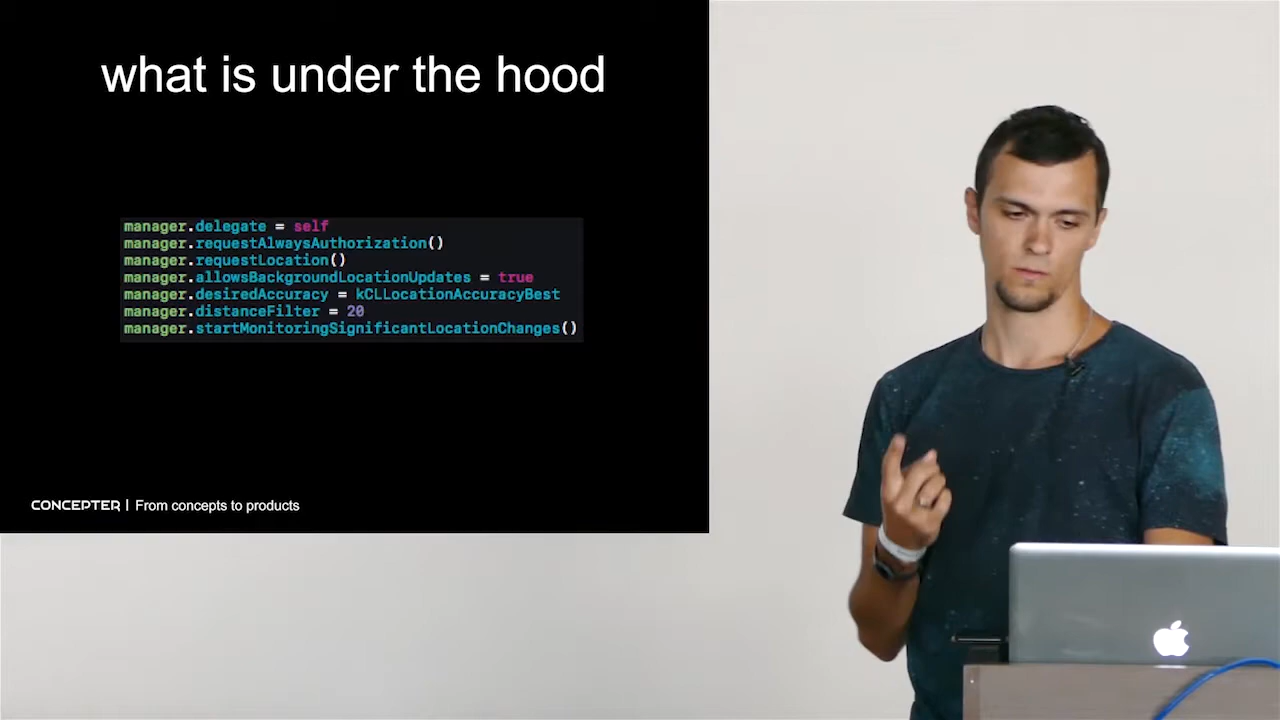 what is under the hood
manager.delegate = self
manager.requestAlwaysAuthorization()
manager.requestLocation()
manager.allowsBackgroundLocationUpdates = true
manager.desiredAccuracy = kCLLocationAccuracyBest
manager.distanceFilter = 20
manager.startMonitoringSignificantLocationChanges()
CONCEPTER | From concepts to products